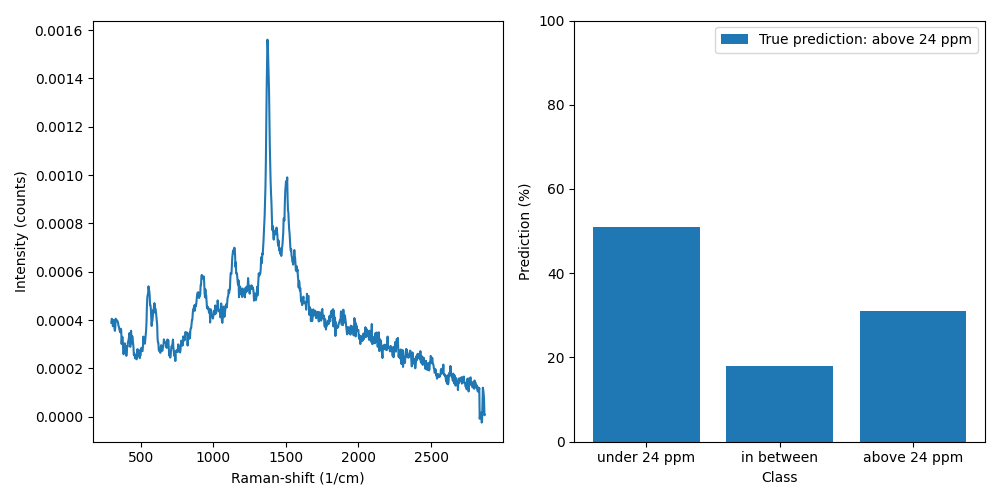 0.0016
0.0014
0.0012
0.0010
0.0008
0.0006
0.0004
0.0002
0.0000
Intensity (counts)
500 1000 1500 2000 2500
Raman-shift (1/cm)
100
80
60
40
20
0
Prediction (%)
True prediction: above 24 ppm
under 24 ppm in between above 24 ppm
Class